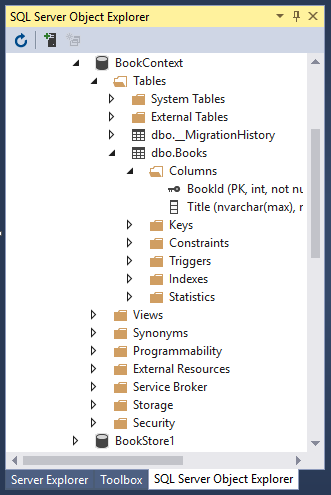 SQL Server Object Explorer
BookContext
Tables
System Tables
External Tables
dbo.__MigrationHistory
dbo.Books
Columns
BookId (PK, int, not nu
Title (nvarchar(max), r
Keys
Constraints
Triggers
Indexes
Statistics
Views
Synonyms
Programmability
External Resources
Service Broker
Storage
Security
BookStore1
Server Explorer Toolbox SQL Server Object Explorer